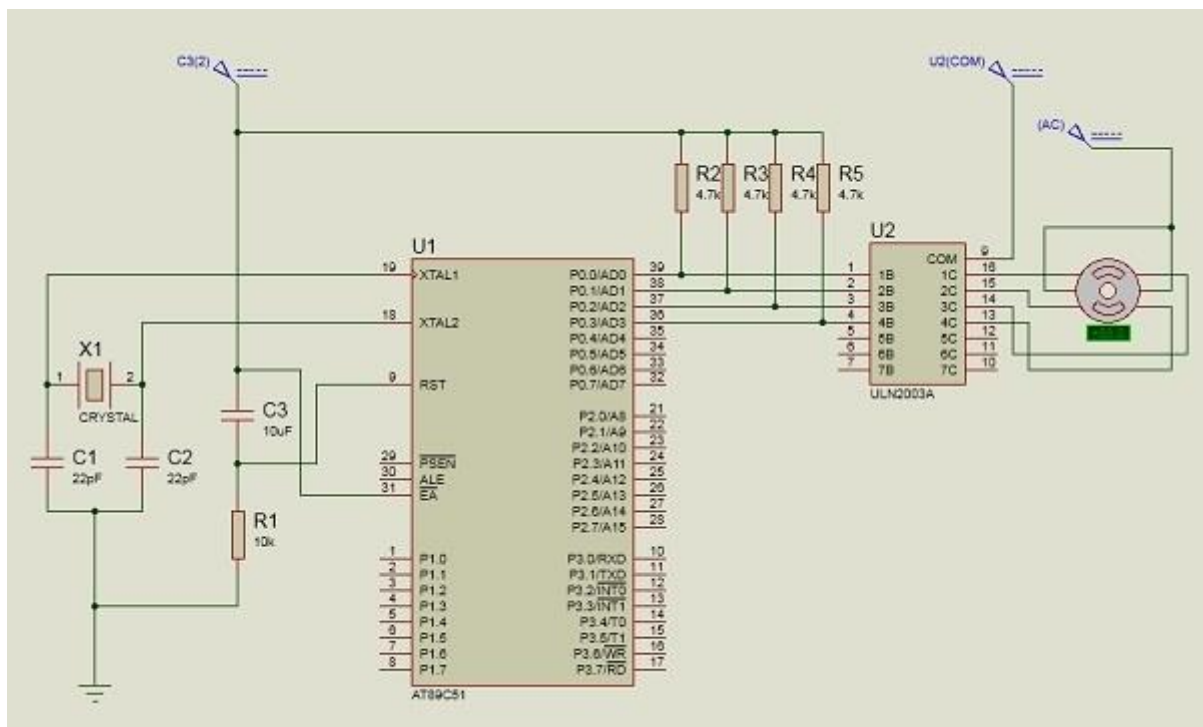 C3(2)
U2(COM)
(AC)
R2
4.7k
R3
4.7k
R4
4.7k
R5
4.7k
U1
U2
19
XTAL1
18
XTAL2
9
RST
29
PSEN
30
ALE
31
EA
1
P1.0
2
P1.1
3
P1.2
4
P1.3
5
P1.4
6
P1.5
7
P1.6
8
P1.7
P0.0/AD0
39
P0.1/AD1
38
P0.2/AD2
37
P0.3/AD3
36
P0.4/AD4
35
P0.5/AD5
34
P0.6/AD6
33
P0.7/AD7
32
P2.0/A8
21
P2.1/A9
22
P2.2/A10
23
P2.3/A11
24
P2.4/A12
25
P2.5/A13
26
P2.6/A14
27
P2.7/A15
28
P3.0/RXD
10
P3.1/TXD
11
P3.2/INT0
12
P3.3/INT1
13
P3.4/T0
14
P3.5/T1
15
P3.6/WR
16
P3.7/RD
17
AT89C51
X1
1
2
CRYSTAL
C1
22pF
C2
22pF
C3
10uF
R1
10k
1
1B
2
2B
3
3B
4
4B
5
5B
6
6B
7
7B
COM
9
1C
16
2C
15
3C
14
4C
13
5C
12
6C
11
7C
10
ULN2003A